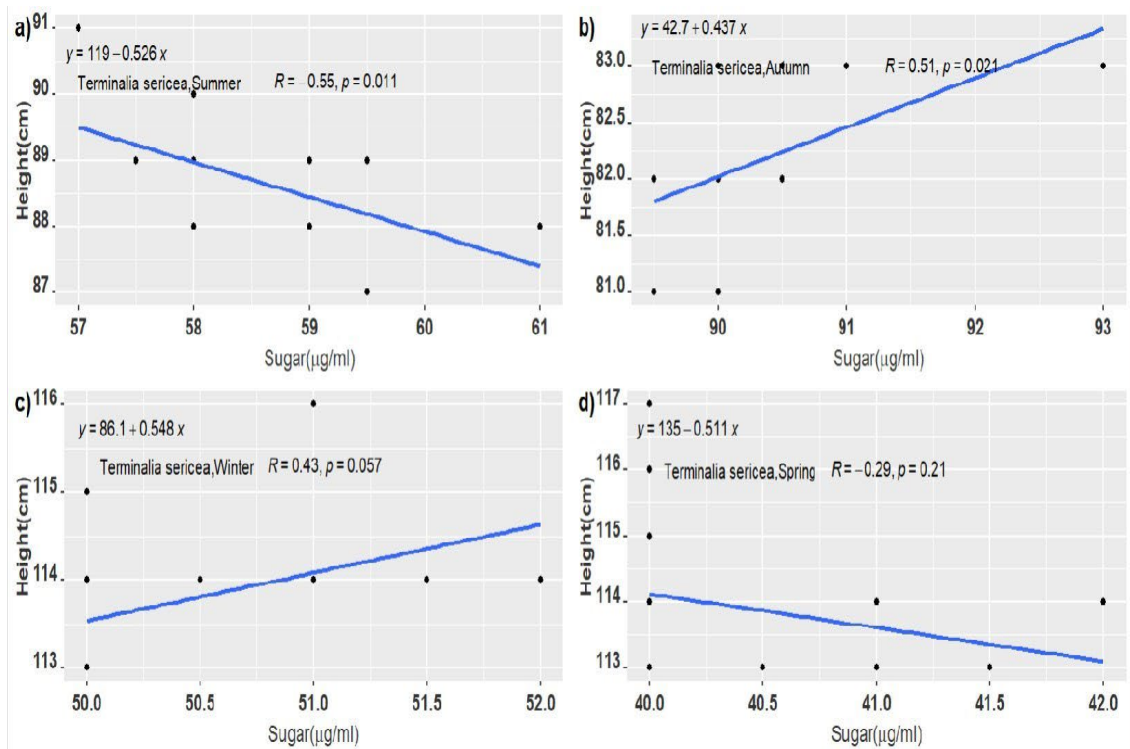 a)
y = 119 − 0.526 x
Terminalia sericea,Summer R = −0.55, p = 0.011
Height(cm)
91
90
89
88
87
57 58 59 60 61
Sugar(μg/ml)
b)
y = 42.7 + 0.437 x
Terminalia sericea,Autumn R = 0.51, p = 0.021
Height(cm)
83.0
82.5
82.0
81.5
81.0
90 91 92 93
Sugar(μg/ml)
c)
y = 86.1 + 0.548 x
Terminalia sericea,Winter R = 0.43, p = 0.057
Height(cm)
116
115
114
113
50.0 50.5 51.0 51.5 52.0
Sugar(μg/ml)
d)
y = 135 − 0.511 x
Terminalia sericea,Spring R = −0.29, p = 0.21
Height(cm)
117
116
115
114
113
40.0 40.5 41.0 41.5 42.0
Sugar(μg/ml)